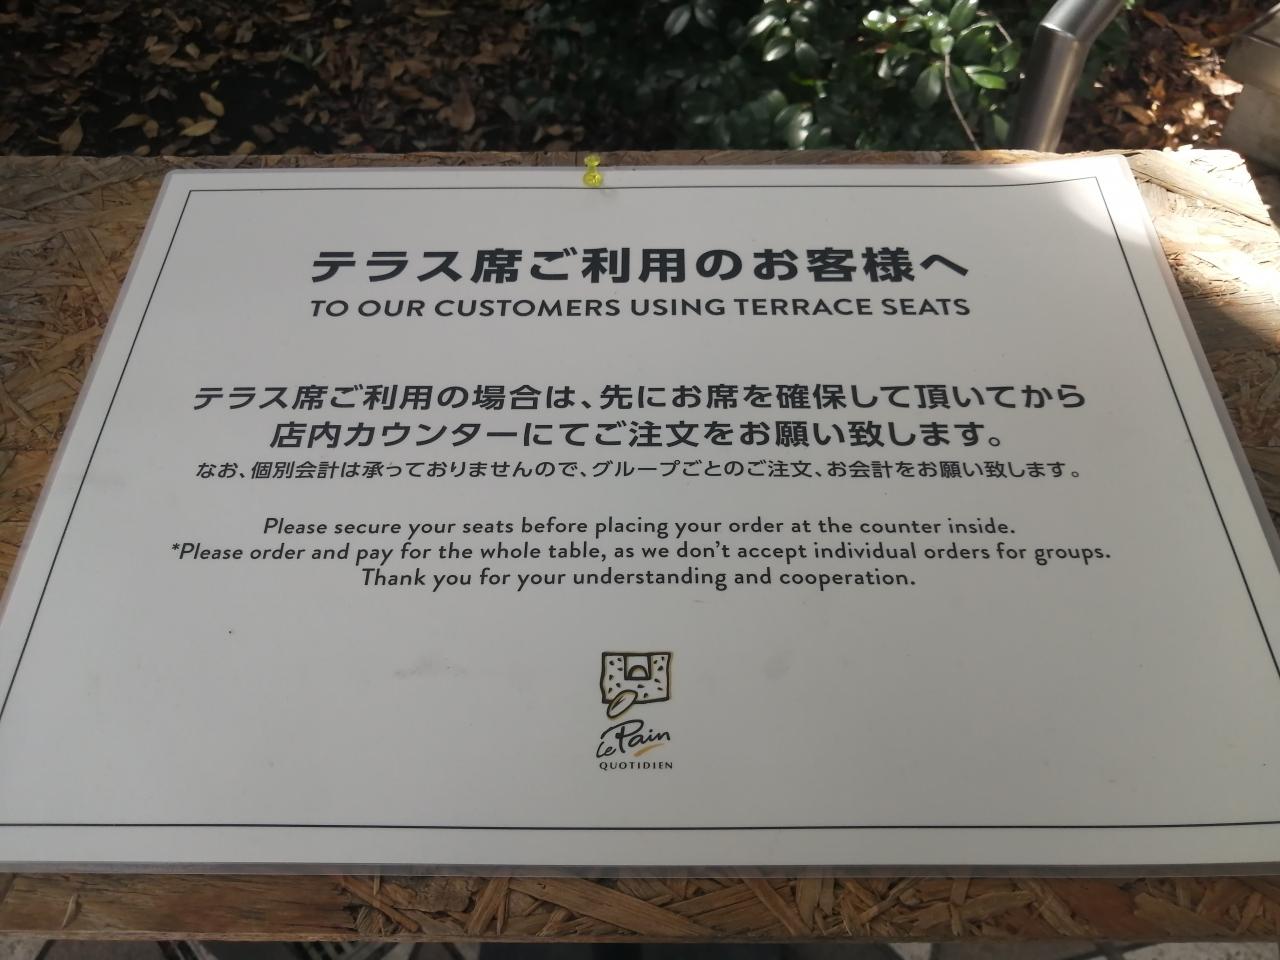 テラス席ご利用のお客様へ
TO OUR CUSTOMERS USING TERRACE SEATS
テラス席ご利用の場合は、先にお席を確保して頂いてから
店内カウンターにてご注文をお願い致します。
なお、個別会計は承っておりませんので、グループごとのご注文、お会計をお願い致します。
Please secure your seats before placing your order at the counter inside.
*Please order and pay for the whole table, as we don't accept individual orders for groups.
Thank you for your understanding and cooperation.
Le Pain
QUOTIDIEN